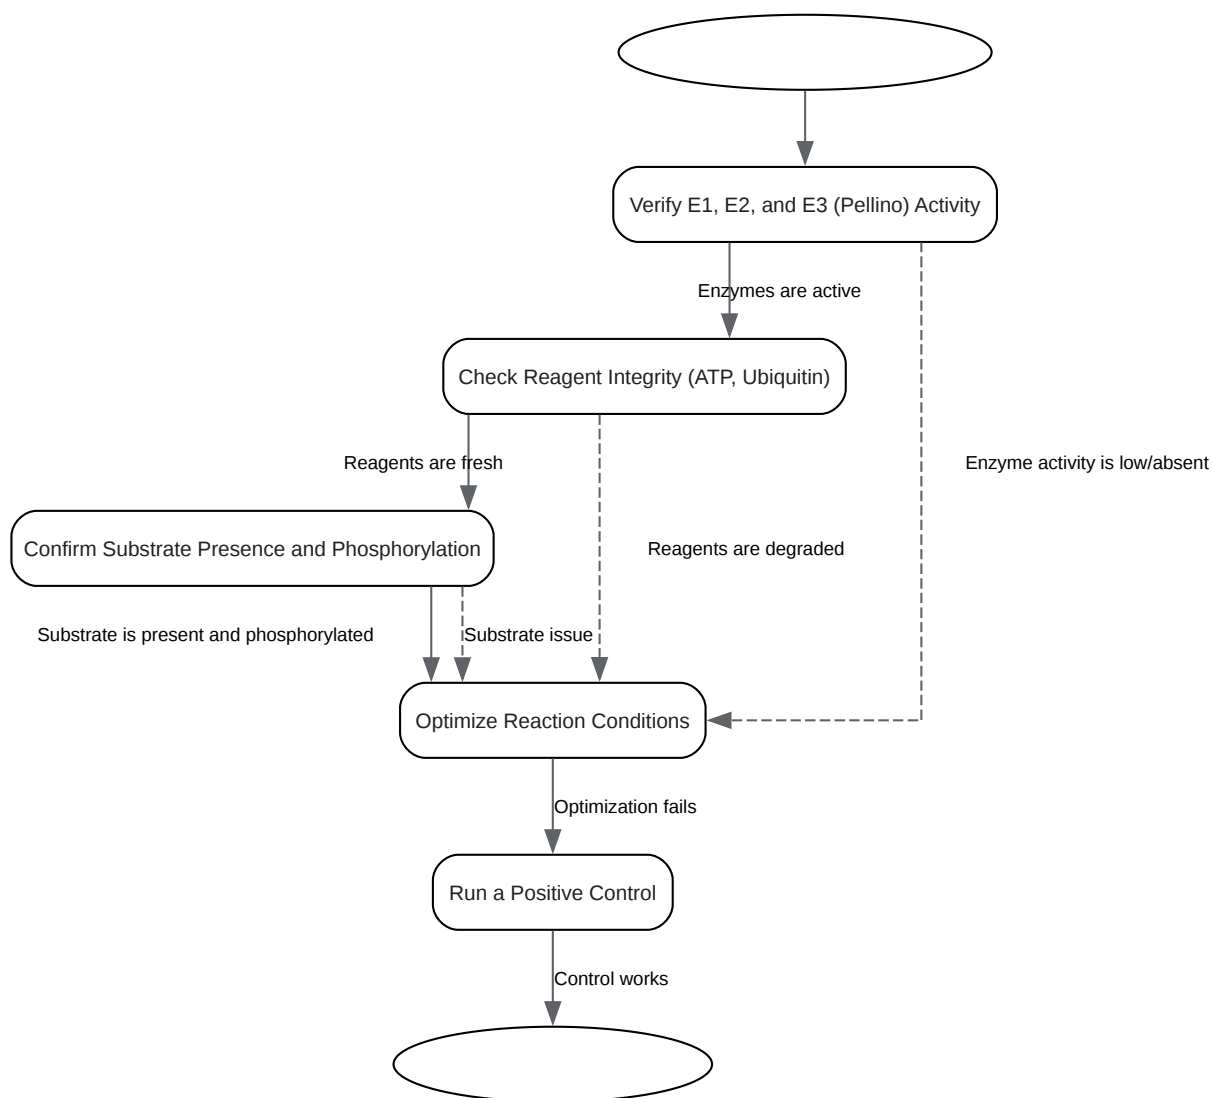 Verify E1, E2, and E3 (Pellino) Activity
Enzymes are active
Check Reagent Integrity (ATP, Ubiquitin)
Reagents are fresh
Enzyme activity is low/absent
Confirm Substrate Presence and Phosphorylation
Reagents are degraded
Substrate is present and phosphorylated
Substrate issue
Optimize Reaction Conditions
Optimization fails
Run a Positive Control
Control works